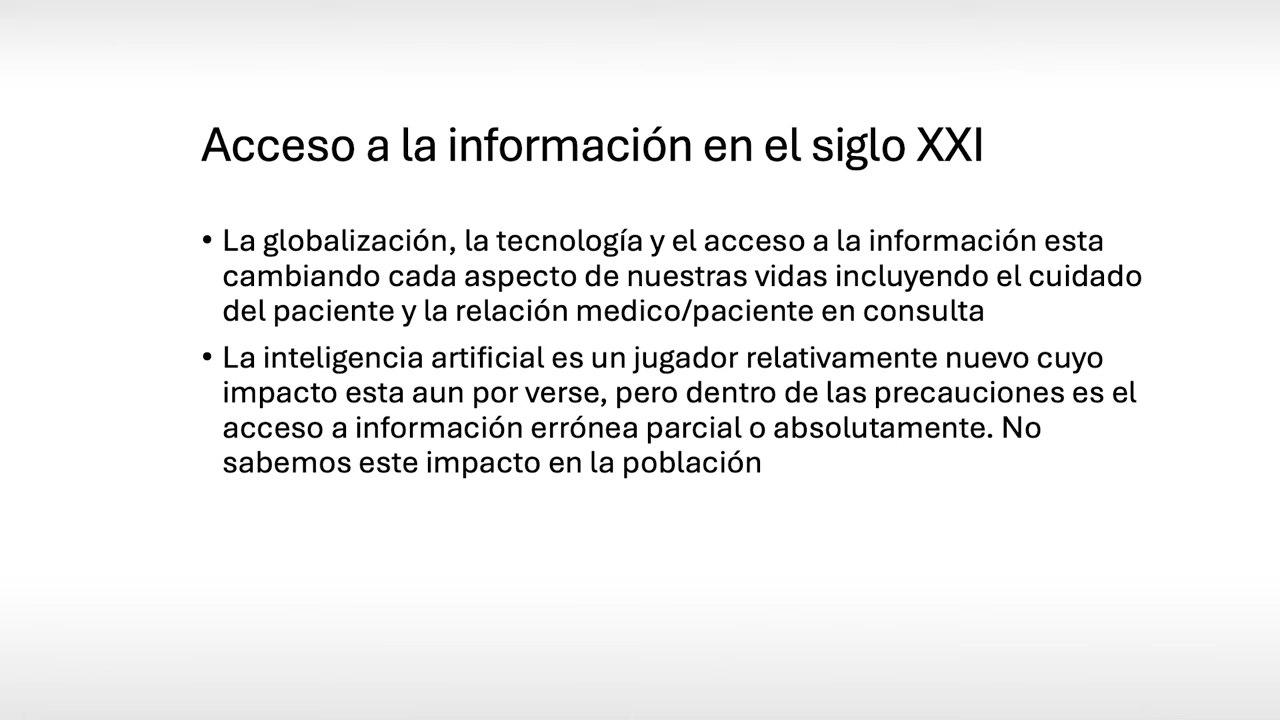 Acceso a la información en el siglo XXI
• La globalización, la tecnología y el acceso a la información esta
cambiando cada aspecto de nuestras vidas incluyendo el cuidado
del paciente y la relación medico/paciente en consulta
• La inteligencia artificial es un jugador relativamente nuevo cuyo
impacto esta aun por verse, pero dentro de las precauciones es el
acceso a información errónea parcial o absolutamente. No
sabemos este impacto en la población